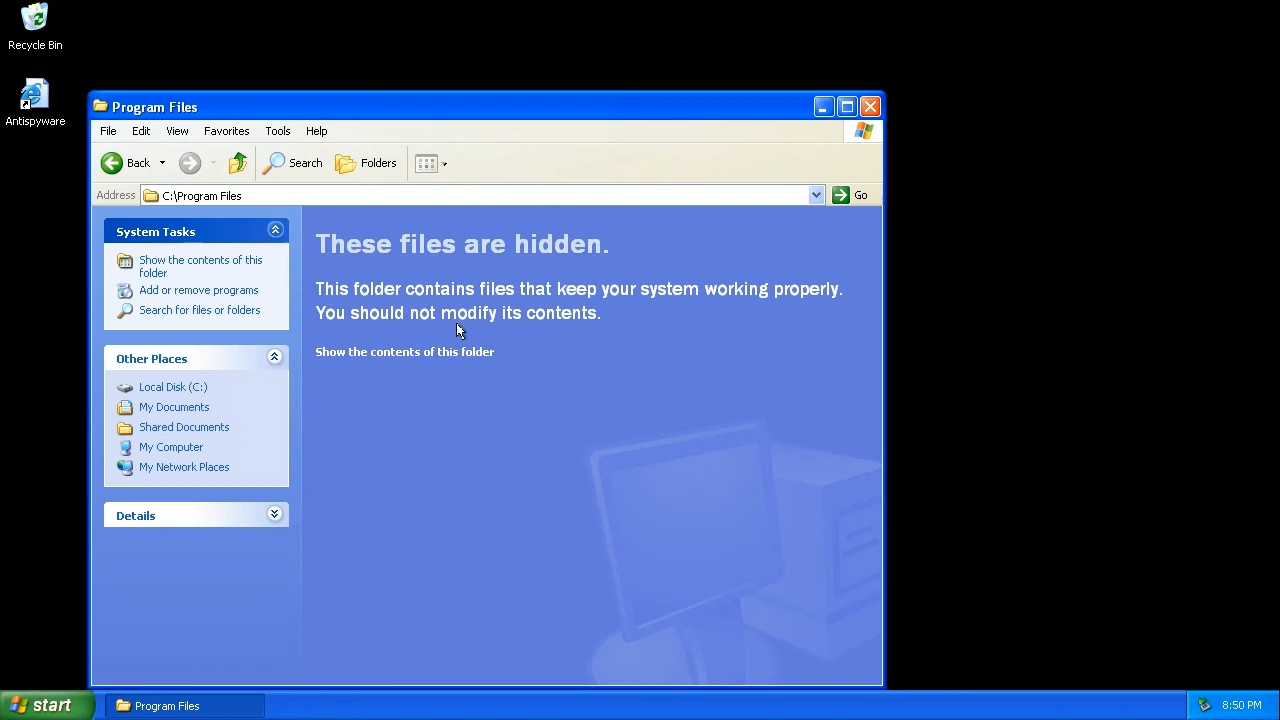 Recycle Bin
Antispyware
Program Files
File Edit View Favorites Tools Help
Back Search Folders
Address C:\Program Files Go
System Tasks
Show the contents of this
folder
Add or remove programs
Search for files or folders
Other Places
Local Disk (C:)
My Documents
Shared Documents
My Computer
My Network Places
Details
These files are hidden.
This folder contains files that keep your system working properly.
You should not modify its contents.
Show the contents of this folder
start Program Files 8:50 PM